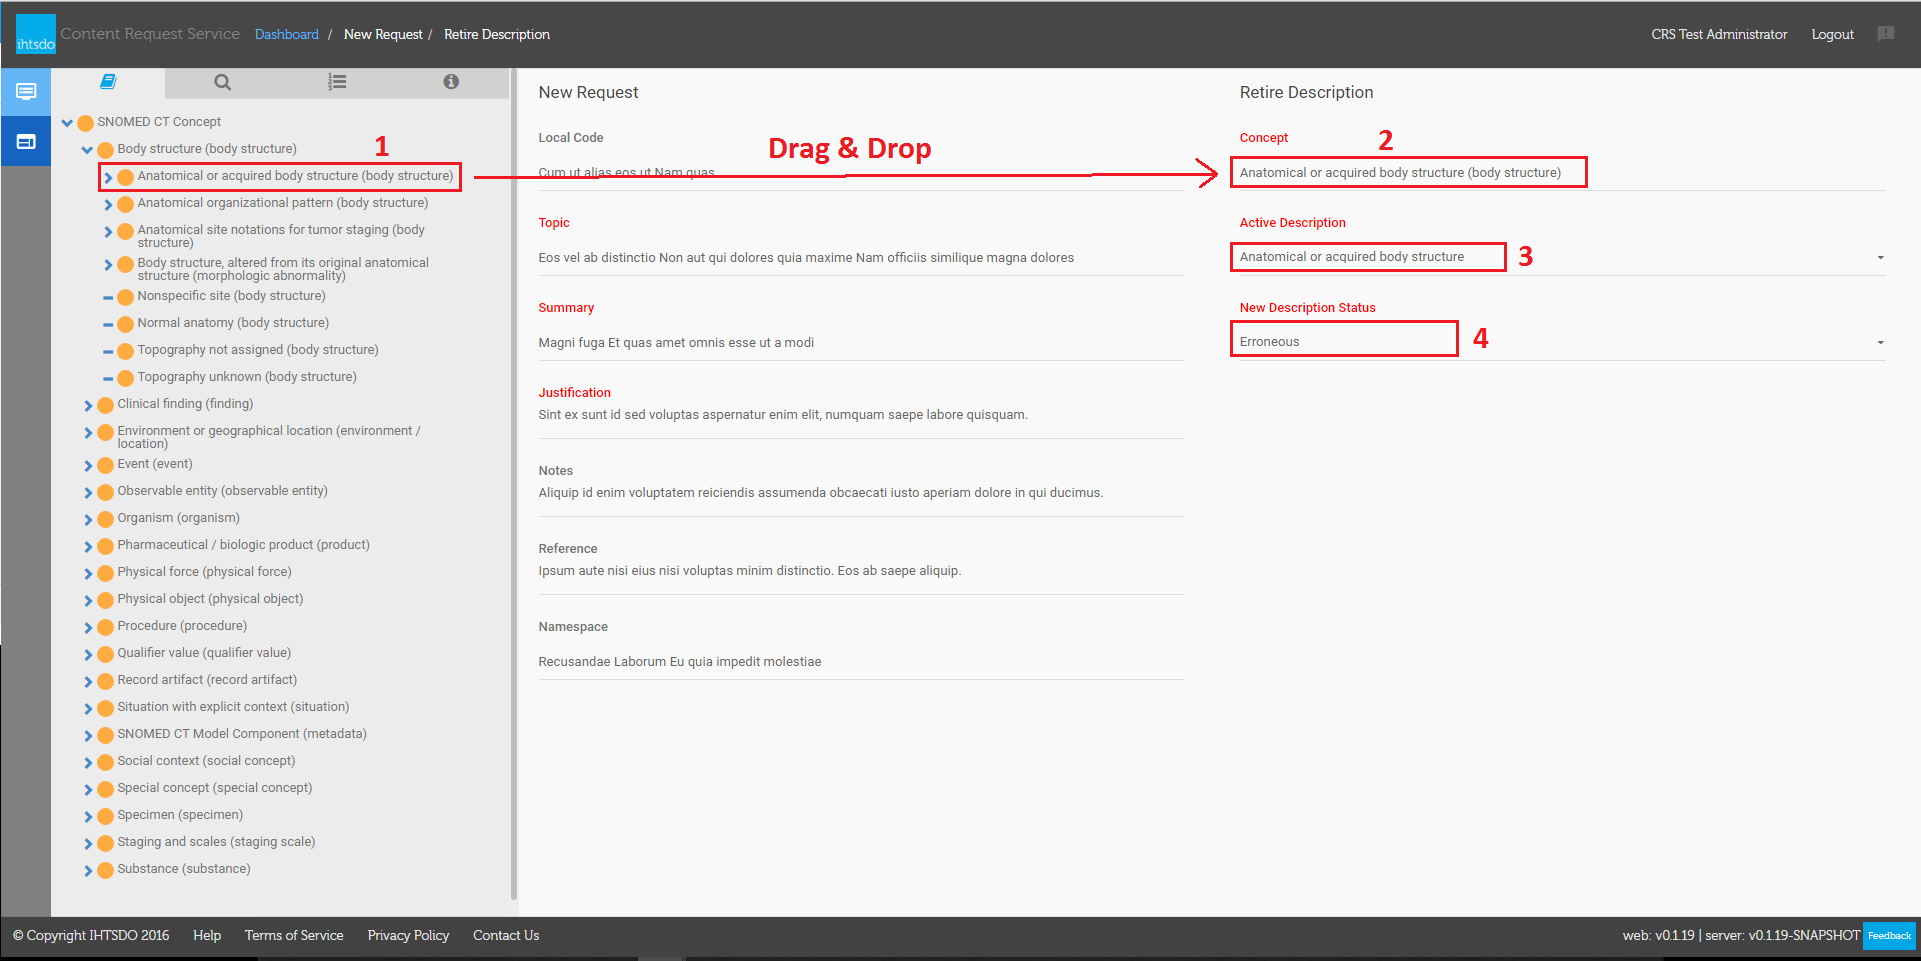 ihtsdo Content Request Service Dashboard / New Request / Retire Description CRS Test Administrator Logout
SNOMED CT Concept
Body structure (body structure)
1
Anatomical or acquired body structure (body structure)
Anatomical organizational pattern (body structure)
Anatomical site notations for tumor staging (body
structure)
Body structure, altered from its original anatomical
structure (morphologic abnormality)
Nonspecific site (body structure)
Normal anatomy (body structure)
Topography not assigned (body structure)
Topography unknown (body structure)
Clinical finding (finding)
Environment or geographical location (environment /
location)
Event (event)
Observable entity (observable entity)
Organism (organism)
Pharmaceutical / biologic product (product)
Physical force (physical force)
Physical object (physical object)
Procedure (procedure)
Qualifier value (qualifier value)
Record artifact (record artifact)
Situation with explicit context (situation)
SNOMED CT Model Component (metadata)
Social context (social concept)
Special concept (special concept)
Specimen (specimen)
Staging and scales (staging scale)
Substance (substance)
New Request
Local Code
Drag & Drop
Cum ut alias eos ut Nam quas
Topic
Eos vel ab distinctio Non aut qui dolores quia maxime Nam officiis similique magna dolores
Summary
Magni fuga Et quas amet omnis esse ut a modi
Justification
Sint ex sunt id sed voluptas aspernatur enim elit, numquam saepe labore quisquam.
Notes
Aliquip id enim voluptatem reiciendis assumenda obcaecati iusto aperiam dolore in qui ducimus.
Reference
Ipsum aute nisi eius nisi voluptas minim distinctio. Eos ab saepe aliquip.
Namespace
Recusandae Laborum Eu quia impedit molestiae
Retire Description
Concept 2
Anatomical or acquired body structure (body structure)
Active Description
Anatomical or acquired body structure 3
New Description Status
Erroneous 4
© Copyright IHTSDO 2016 Help Terms of Service Privacy Policy Contact Us web: v0.1.19 | server: v0.1.19-SNAPSHOT Feedback